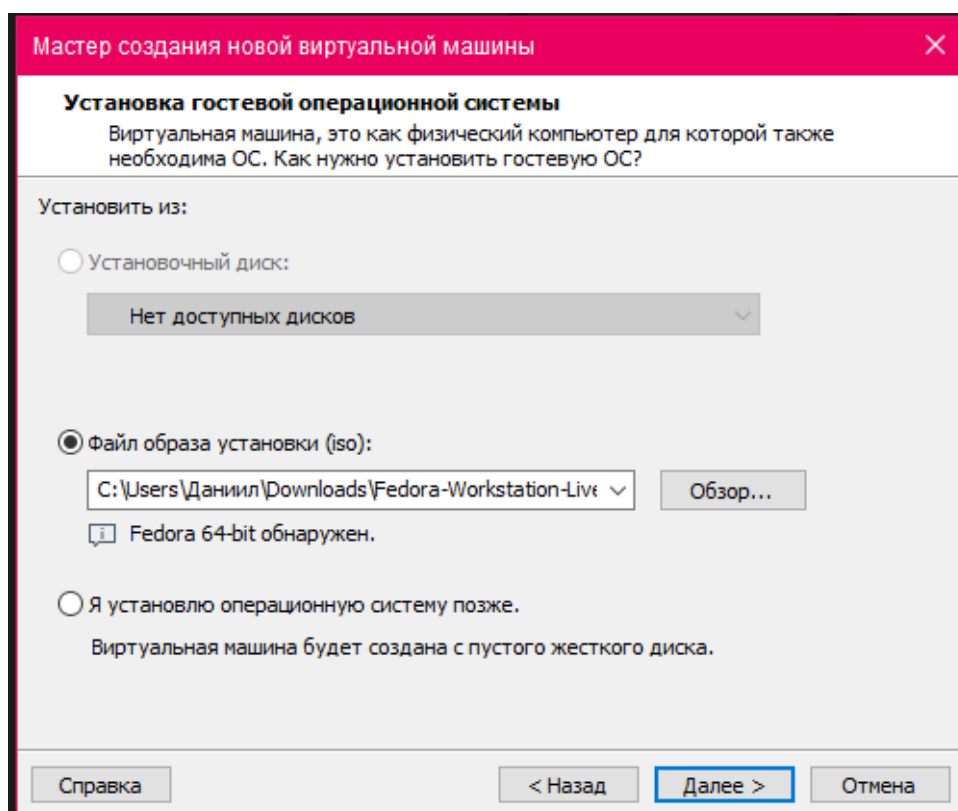 Мастер создания новой виртуальной машины
Установка гостевой операционной системы
Виртуальная машина, это как физический компьютер для которой также
необходима ОС. Как нужно установить гостевую ОС?
Установить из:
Установочный диск:
Нет доступных дисков
Файл образа установки (iso):
C:\Users\Даниил\Downloads\Fedora-Workstation-Live
Обзор...
Fedora 64-bit обнаружен.
Я установлю операционную систему позже.
Виртуальная машина будет создана с пустого жесткого диска.
Справка
< Назад
Далее >
Отмена